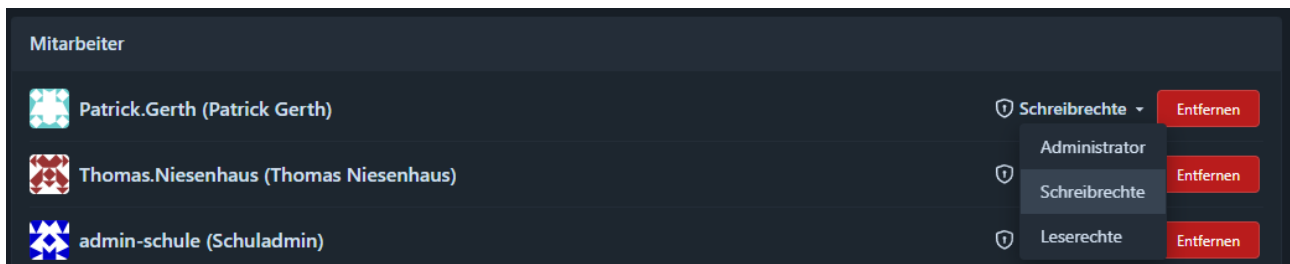 Mitarbeiter
Patrick.Gerth (Patrick Gerth)
Schreibrechte
Entfernen
Administrator
Thomas.Niesenhaus (Thomas Niesenhaus)
Entfernen
Schreibrechte
admin-schule (Schuladmin)
Leserechte
Entfernen